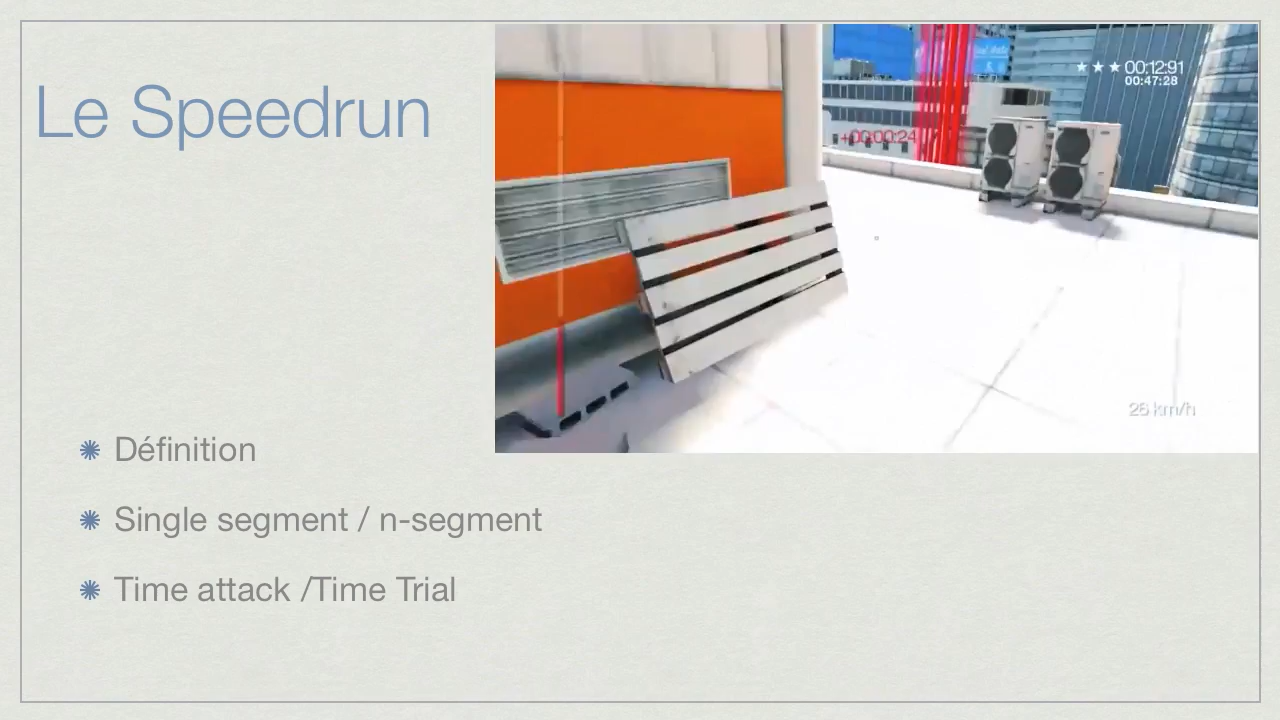 Le Speedrun
★ ★ ★ 00:12:91
00:47:28
+00:00:24
26 km/h
Définition
Single segment / n-segment
Time attack /Time Trial